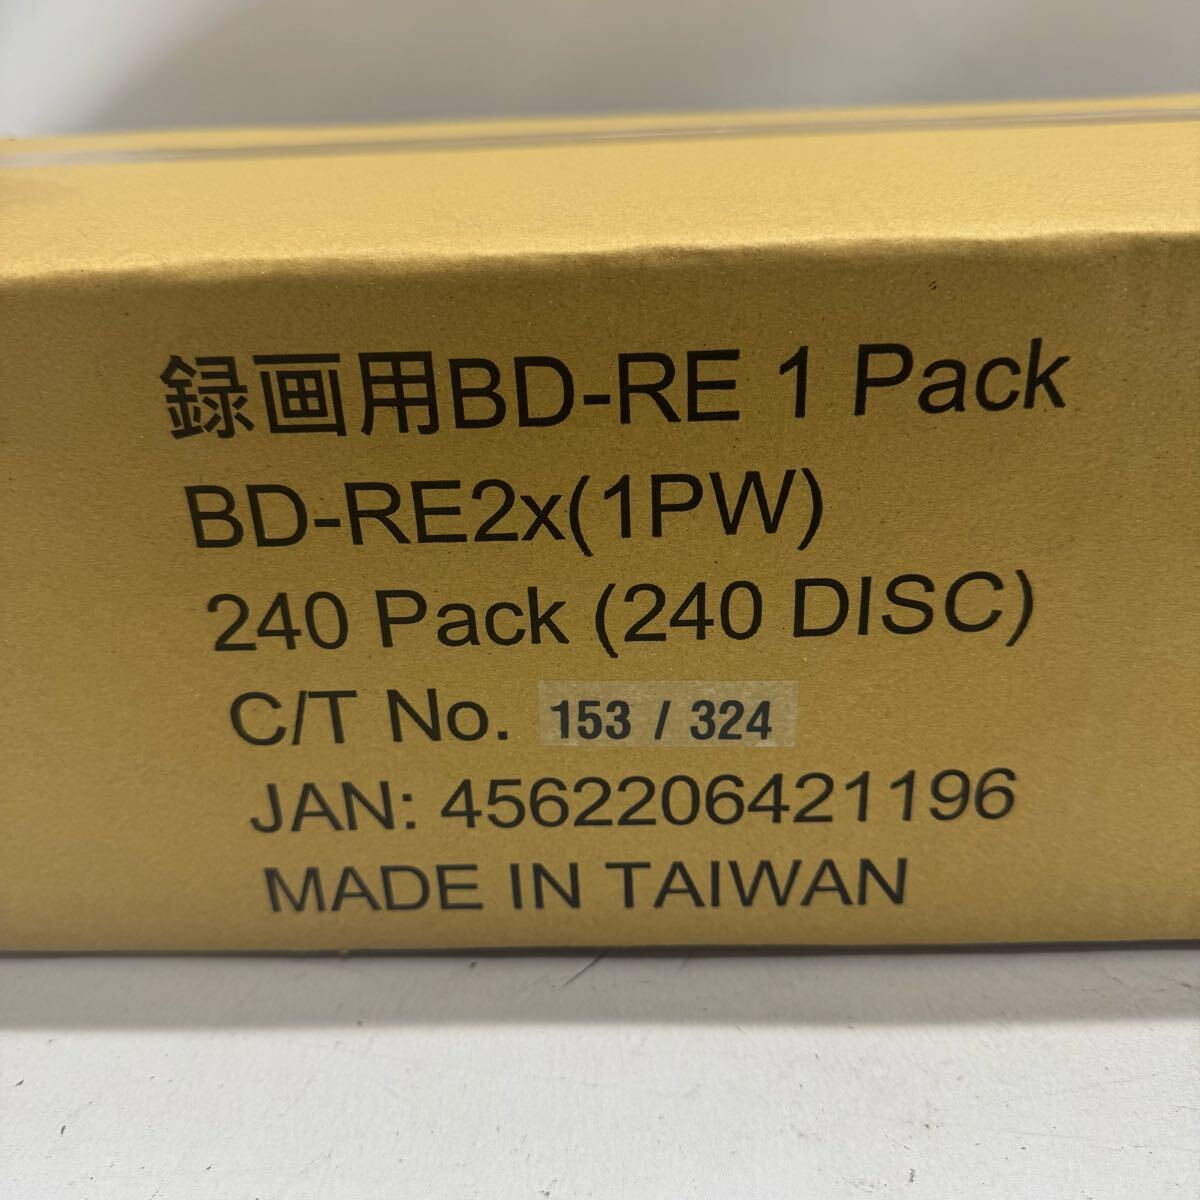 録画用BD-RE 1 Pack
BD-RE2x(1PW)
240 Pack (240 DISC)
C/T No. 153 / 324
JAN: 4562206421196
MADE IN TAIWAN